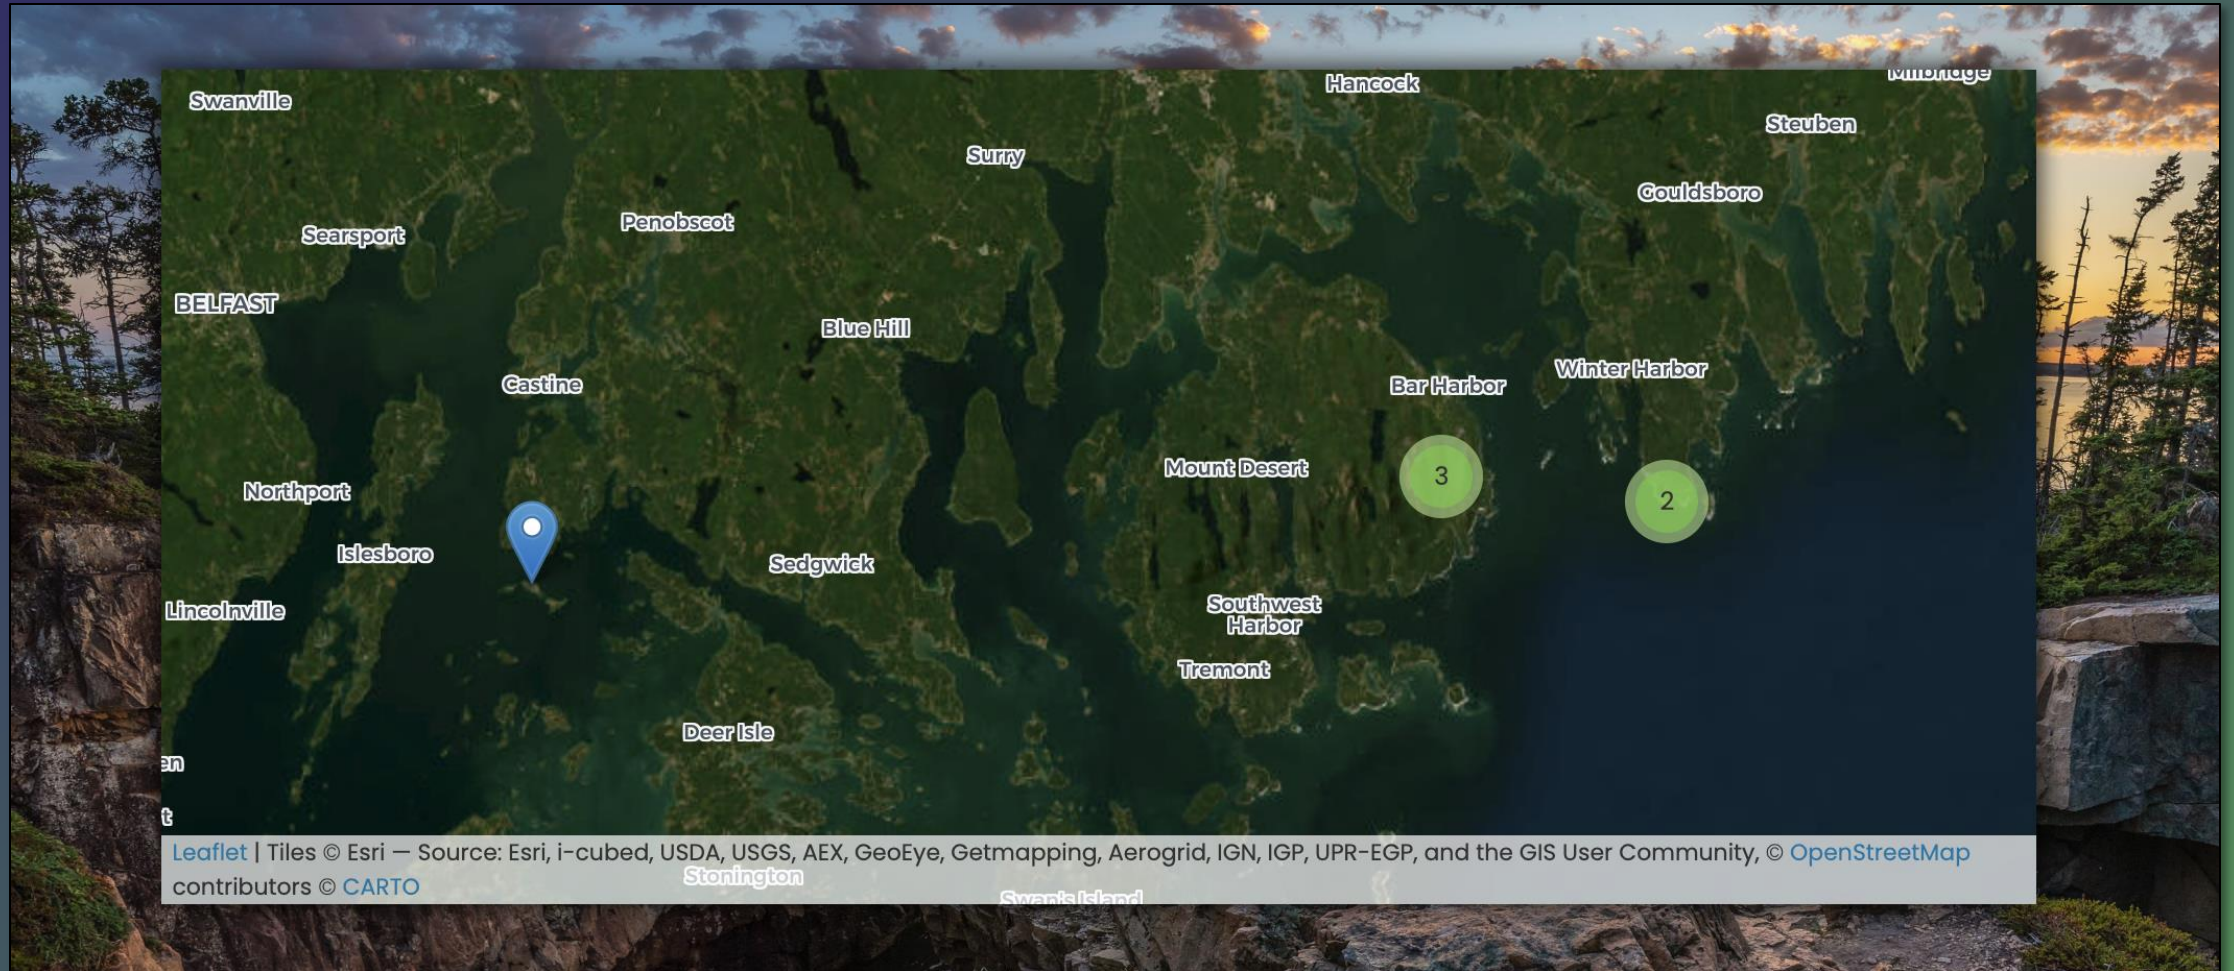 Hancock
Milbridge
Swanville
Steuben
Surry
Gouldsboro
Penobscot
Searsport
BELFAST
Blue Hill
Winter Harbor
Castine
Bar Harbor
Mount Desert
3
Northport
2
Islesboro
Sedgwick
Southwest
Harbor
Lincolnville
Tremont
Deer Isle
en
t
Leaflet | Tiles © Esri — Source: Esri, i-cubed, USDA, USGS, AEX, GeoEye, Getmapping, Aerogrid, IGN, IGP, UPR-EGP, and the GIS User Community, © OpenStreetMap
contributors © CARTO
Stonington
Swan's Island